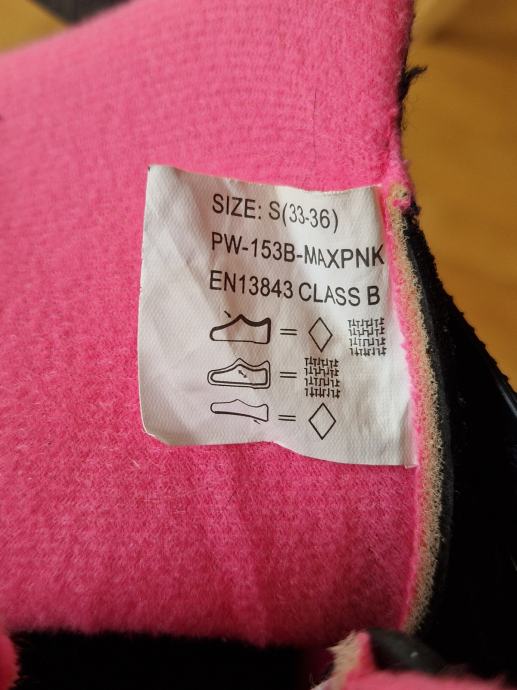 SIZE: S(33-36)
PW-153B-MAXPNK
EN13843 CLASS B
=
=
=